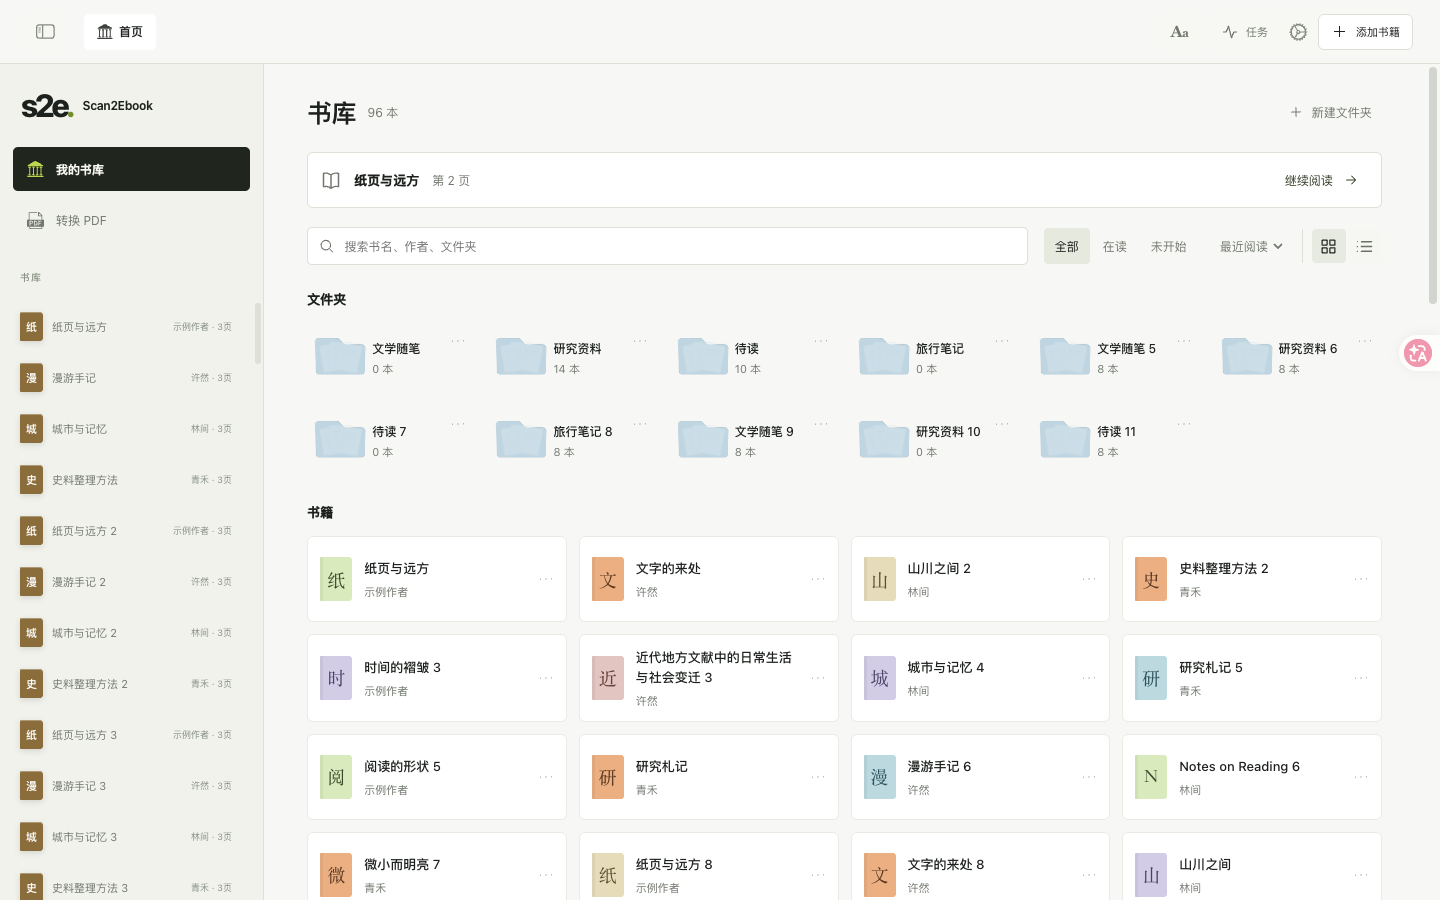 首页
Aa
任务
添加书籍
s2e.
Scan2Ebook
我的书库
PDF
转换 PDF
书库
纸
纸页与远方
示例作者 · 3页
漫
漫游手记
许然 · 3页
城
城市与记忆
林间 · 3页
史
史料整理方法
青禾 · 3页
纸
纸页与远方 2
示例作者 · 3页
漫
漫游手记 2
许然 · 3页
城
城市与记忆 2
林间 · 3页
史
史料整理方法 2
青禾 · 3页
纸
纸页与远方 3
示例作者 · 3页
漫
漫游手记 3
许然 · 3页
城
城市与记忆 3
林间 · 3页
史
史料整理方法 3
青禾 · 3页
书库
96 本
新建文件夹
纸页与远方
第 2 页
继续阅读
搜索书名、作者、文件夹
全部
在读
未开始
最近阅读
文件夹
文学随笔
0 本
研究资料
14 本
待读
10 本
旅行笔记
0 本
文学随笔 5
8 本
研究资料 6
8 本
待读 7
0 本
旅行笔记 8
8 本
文学随笔 9
8 本
研究资料 10
0 本
待读 11
8 本
书籍
纸
纸页与远方
示例作者
文
文字的来处
许然
山
山川之间 2
林间
史
史料整理方法 2
青禾
时
时间的褶皱 3
示例作者
近
近代地方文献中的日常生活
与社会变迁 3
许然
城
城市与记忆 4
林间
研
研究札记 5
青禾
阅
阅读的形状 5
示例作者
研
研究札记
青禾
漫
漫游手记 6
许然
N
Notes on Reading 6
林间
微
微小而明亮 7
青禾
纸
纸页与远方 8
示例作者
文
文字的来处 8
许然
山
山川之间
林间